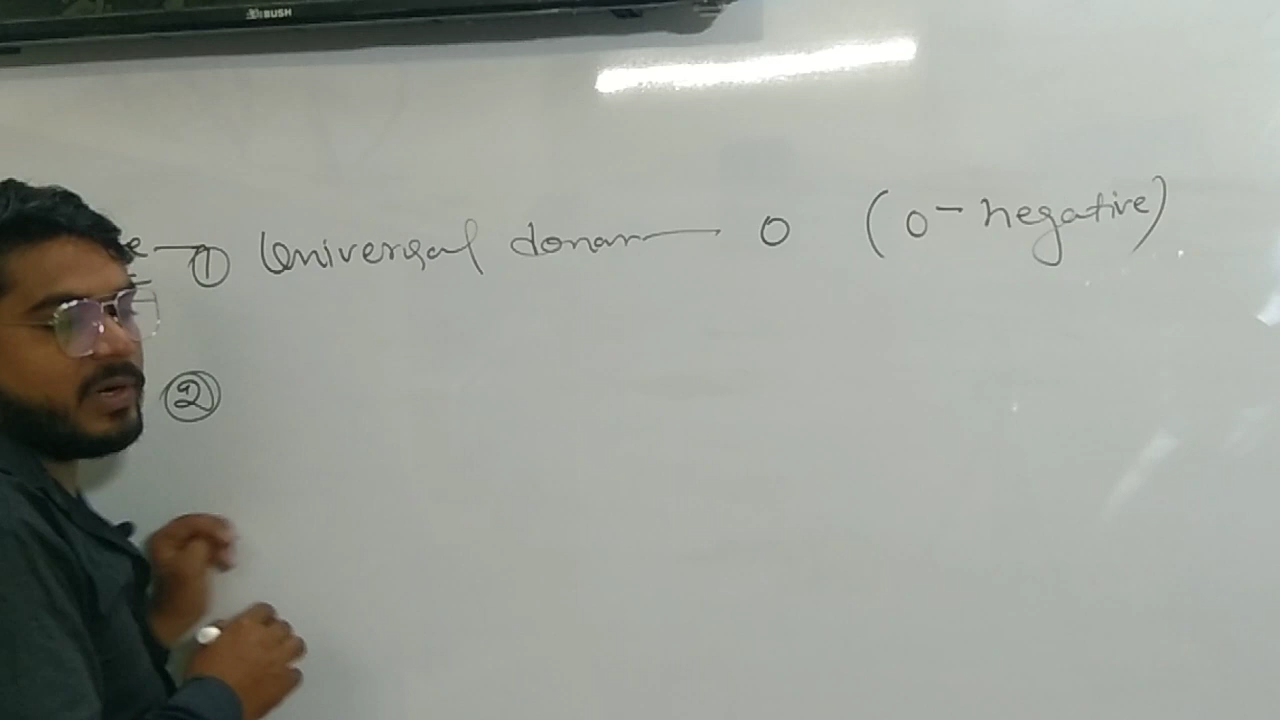 BUSH
e ① Universal donar — O (O- negative)
②